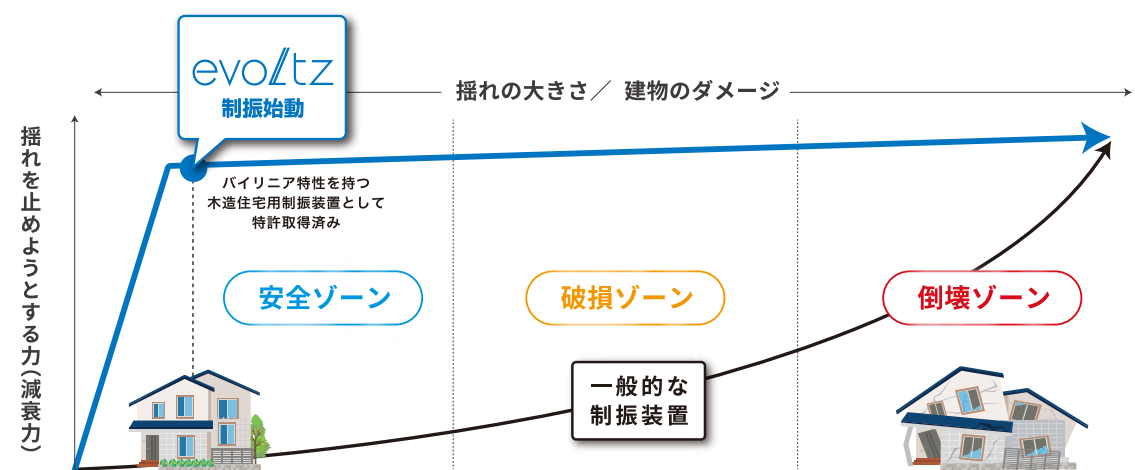 evoltz
制振始動
揺れの大きさ／ 建物のダメージ
揺れを止めようとする力(減衰力)
バイリニア特性を持つ
木造住宅用制振装置として
特許取得済み
安全ゾーン
破損ゾーン
倒壊ゾーン
一般的な
制振装置